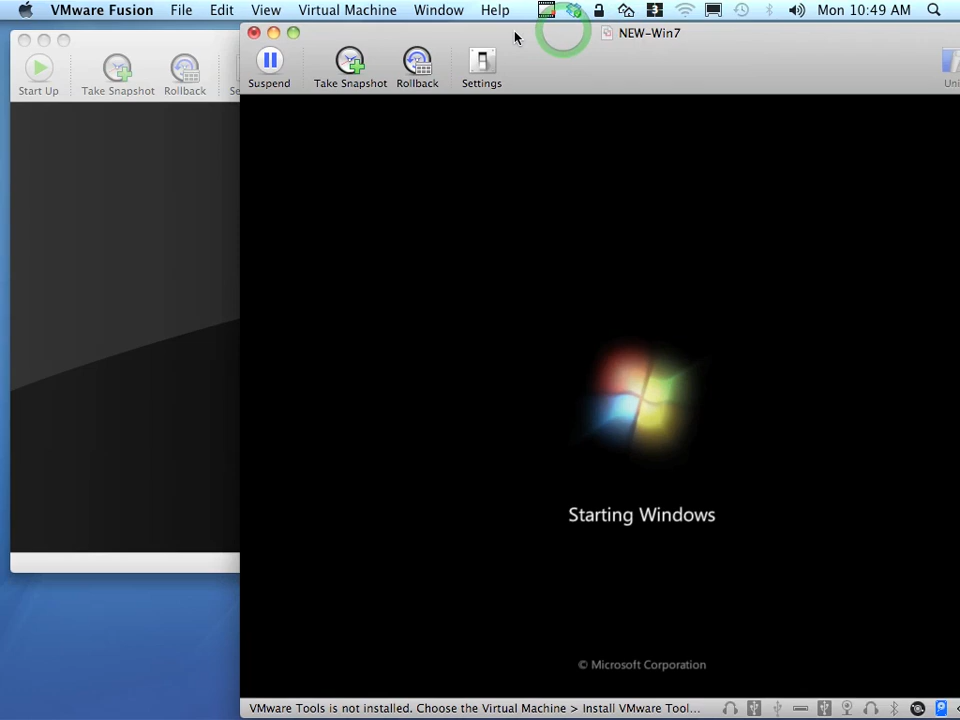 VMware Fusion File Edit View Virtual Machine Window Help Mon 10:49 AM
NEW-Win7
Start Up Take Snapshot Rollback Se
Suspend Take Snapshot Rollback Settings Uni
Starting Windows
© Microsoft Corporation
VMware Tools is not installed. Choose the Virtual Machine > Install VMware Tool...